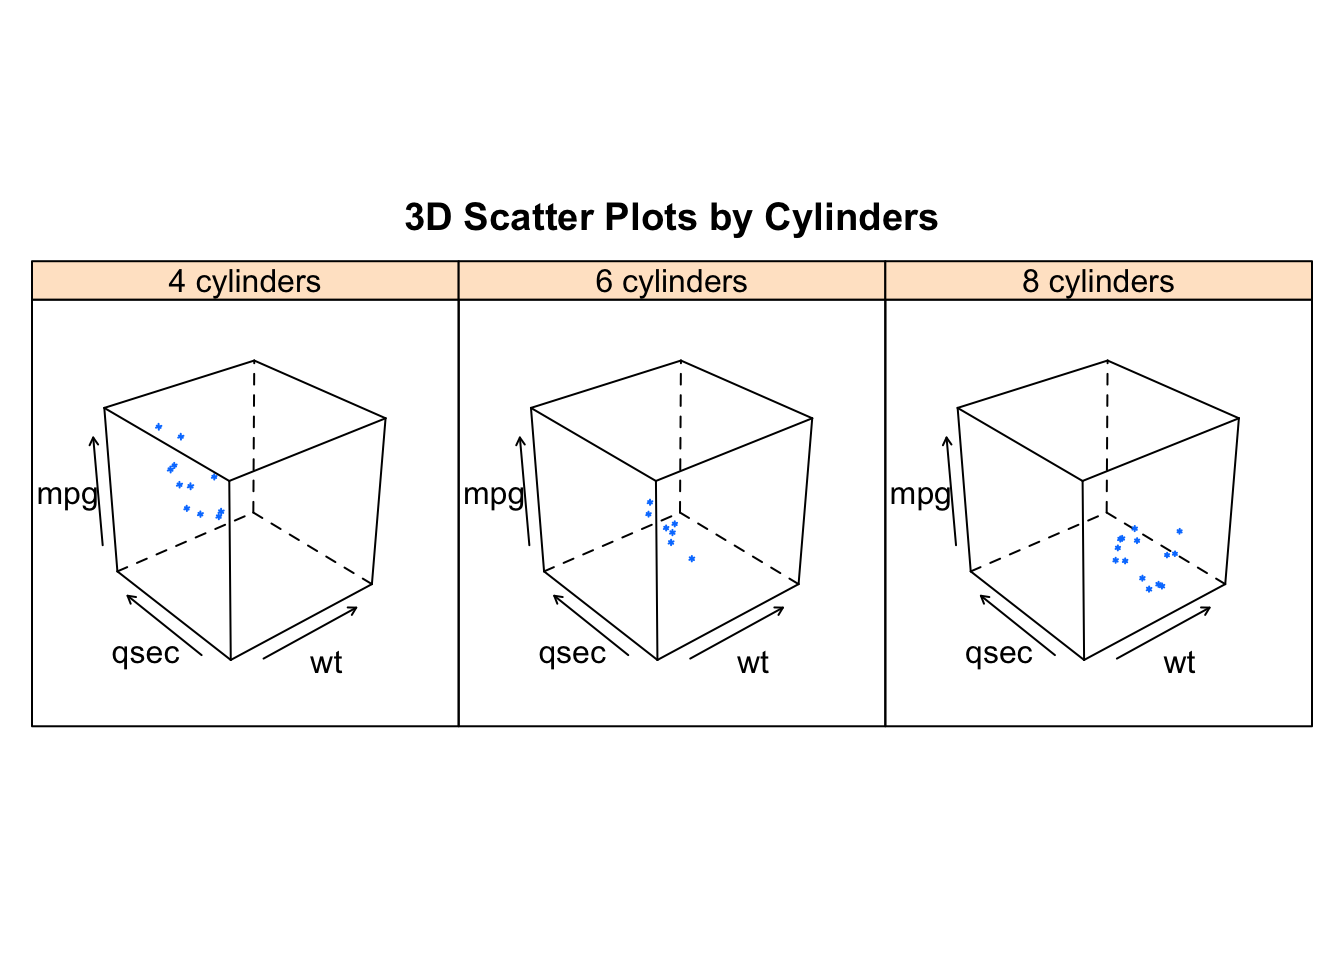 3D Scatter Plots by Cylinders
4 cylinders
6 cylinders
8 cylinders
mpg
qsec
wt
mpg
qsec
wt
mpg
qsec
wt